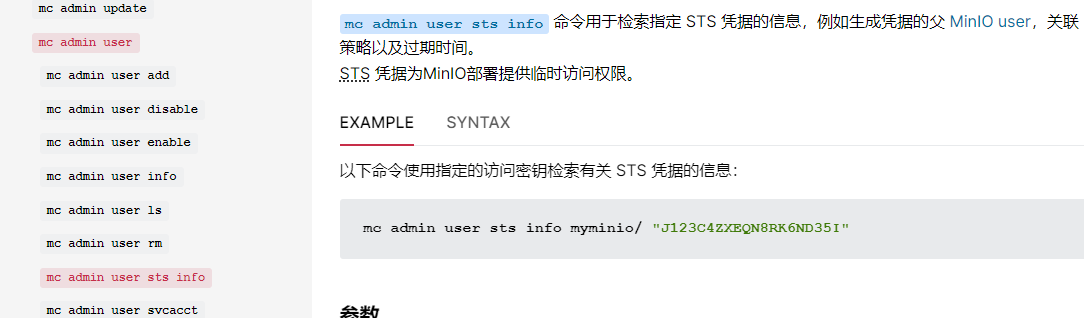 mc admin update
mc admin user
mc admin user add
mc admin user disable
mc admin user enable
mc admin user info
mc admin user ls
mc admin user rm
mc admin user sts info
mc admin user svcacct
mc admin user sts info 命令用于检索指定 STS 凭据的信息，例如生成凭据的父 MinIO user，关联
策略以及过期时间。
STS 凭据为MinIO部署提供临时访问权限。
EXAMPLE SYNTAX
以下命令使用指定的访问密钥检索有关 STS 凭据的信息：
mc admin user sts info myminio/ "J123C4ZXEQN8RK6ND35I"
参数